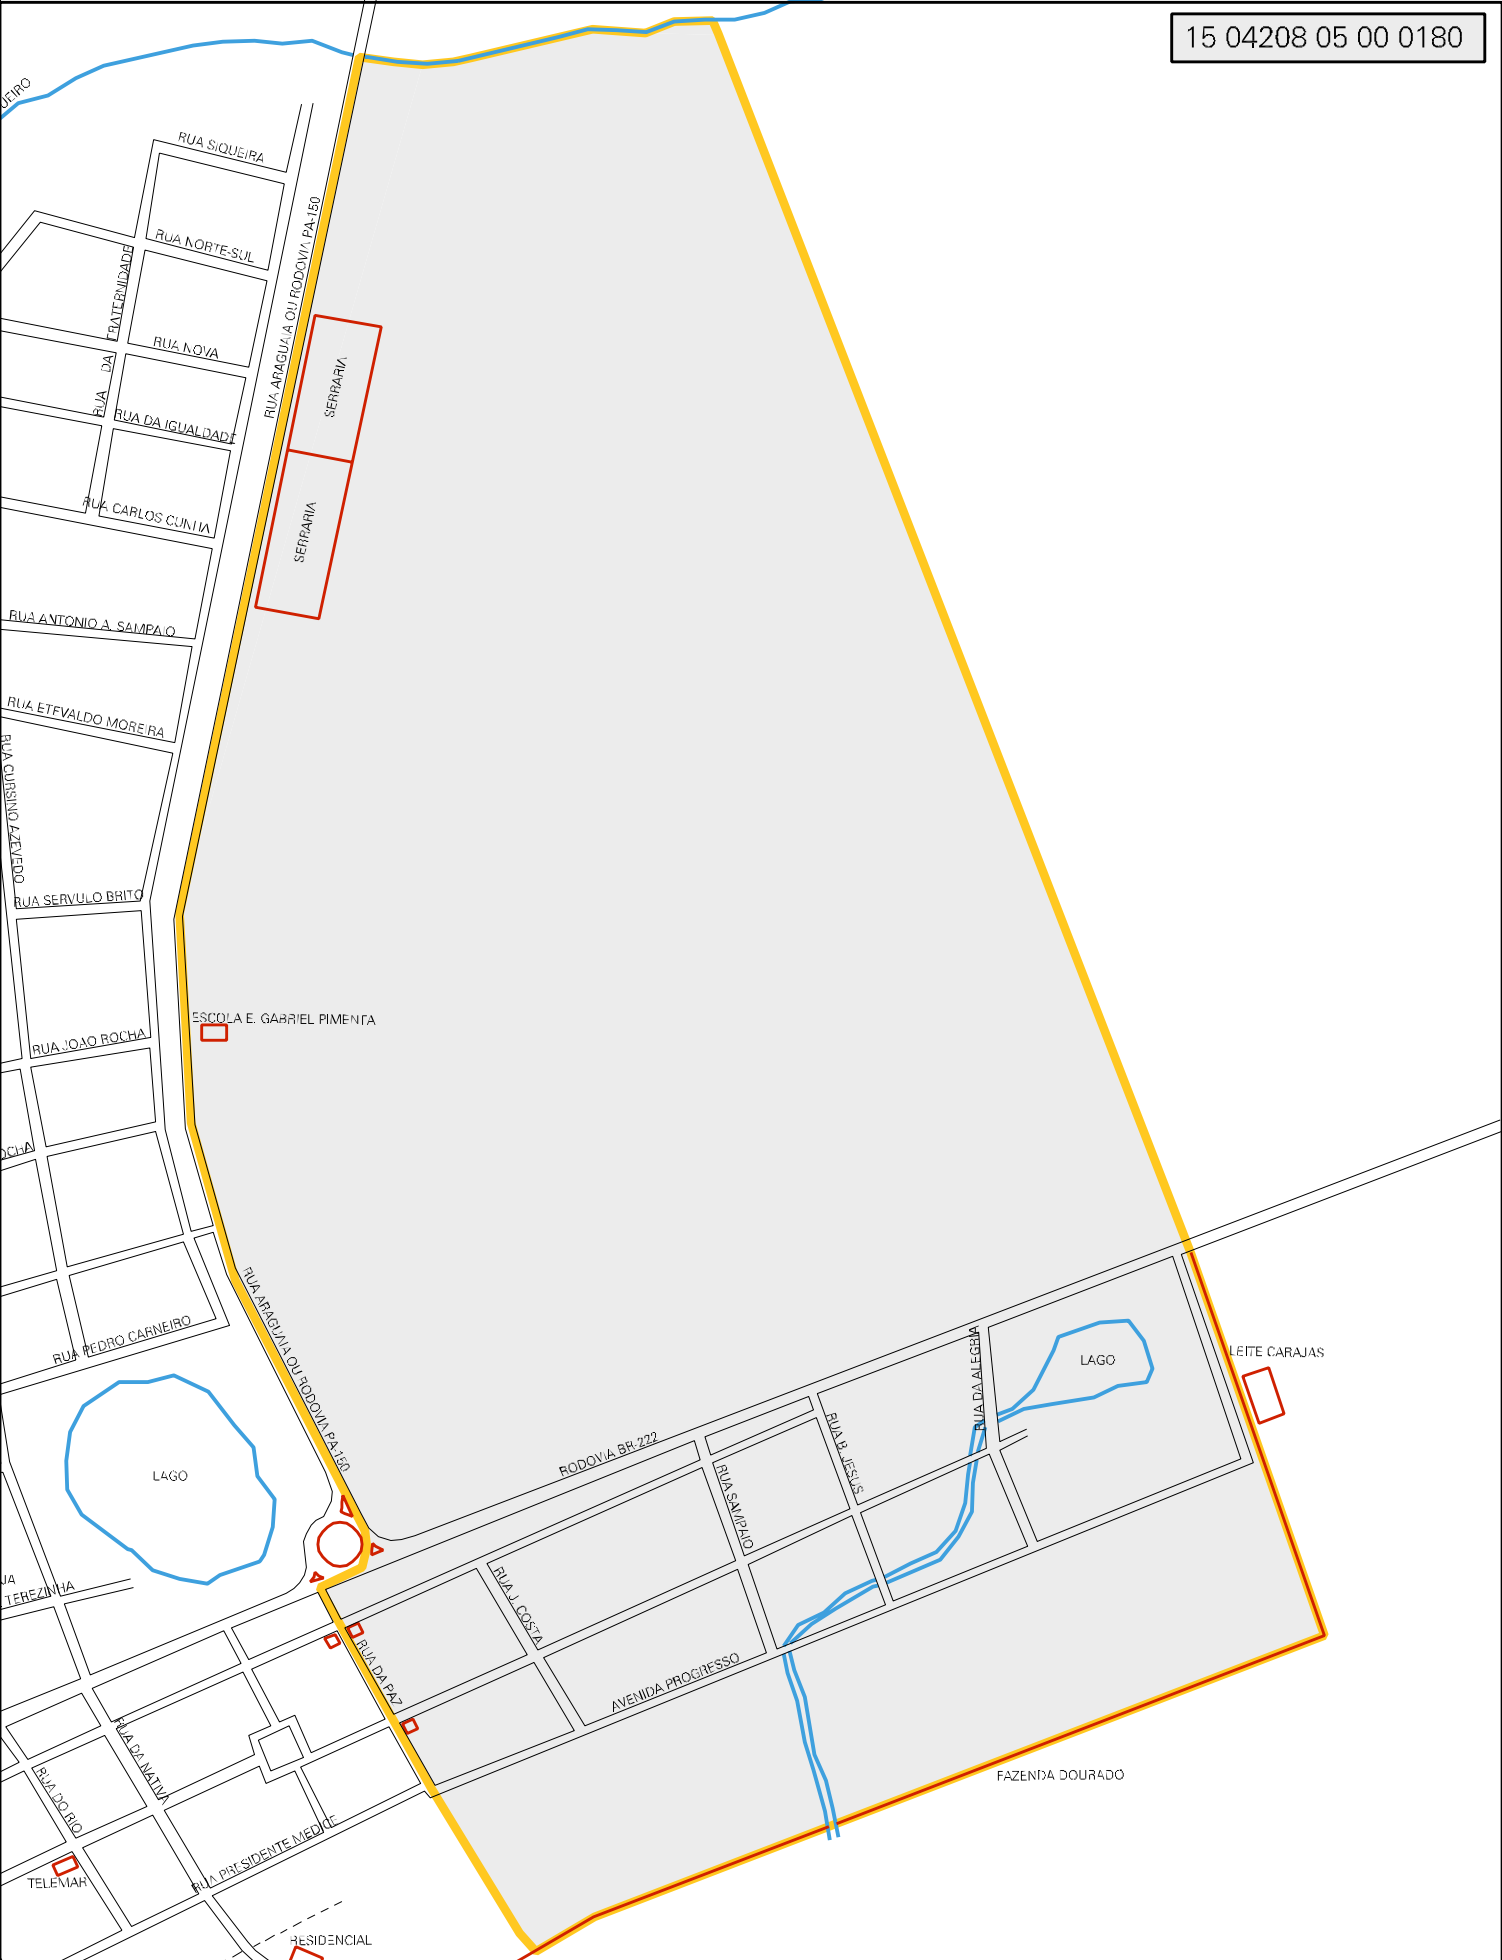 15 04208 05 00 0180
UEIRO
RUA SIQUEIRA
RUA NORTE-SUL
RUA DA FRATERNIDADE
RUA NOVA
RUA DA IGUALDADE
RUA CARLOS CUNHA
RUA ARAGUAIA OU RODOVIA PA-150
SERRARIA
SERRARIA
RUA ANTONIO A. SAMPAIO
RUA ETEVALDO MOREIRA
RUA CURSINO AZEVEDO
RUA SERVULO BRITO
ESCOLA E. GABRIEL PIMENTA
RUA JOAO ROCHA
OCHA
RUA PEDRO CARNEIRO
RUA ARAGUAIA OU RODOVIA PA-150
LAGO
LEITE CARAJAS
LAGO
RUA DA ALEGRIA
RODOVIA BR-222
RUA B. JESUS
RUA SAMPAIO
RUA J. COSTA
UA
TEREZINHA
RUA DA PAZ
AVENIDA PROGRESSO
RUA DA NATIVA
RUA DO RIO
FAZENDA DOURADO
RUA PRESIDENTE MEDICE
TELEMAR
RESIDENCIAL